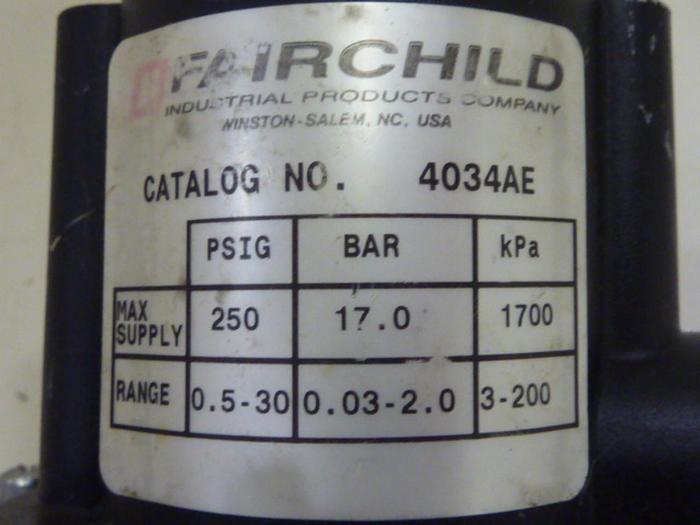 FAIRCHILD
INDUSTRIAL PRODUCTS COMPANY
WINSTON-SALEM, NC, USA
CATALOG NO. 4034AE
PSIG BAR kPa
MAX SUPPLY 250 17.0 1700
RANGE 0.5-30 0.03-2.0 3-200